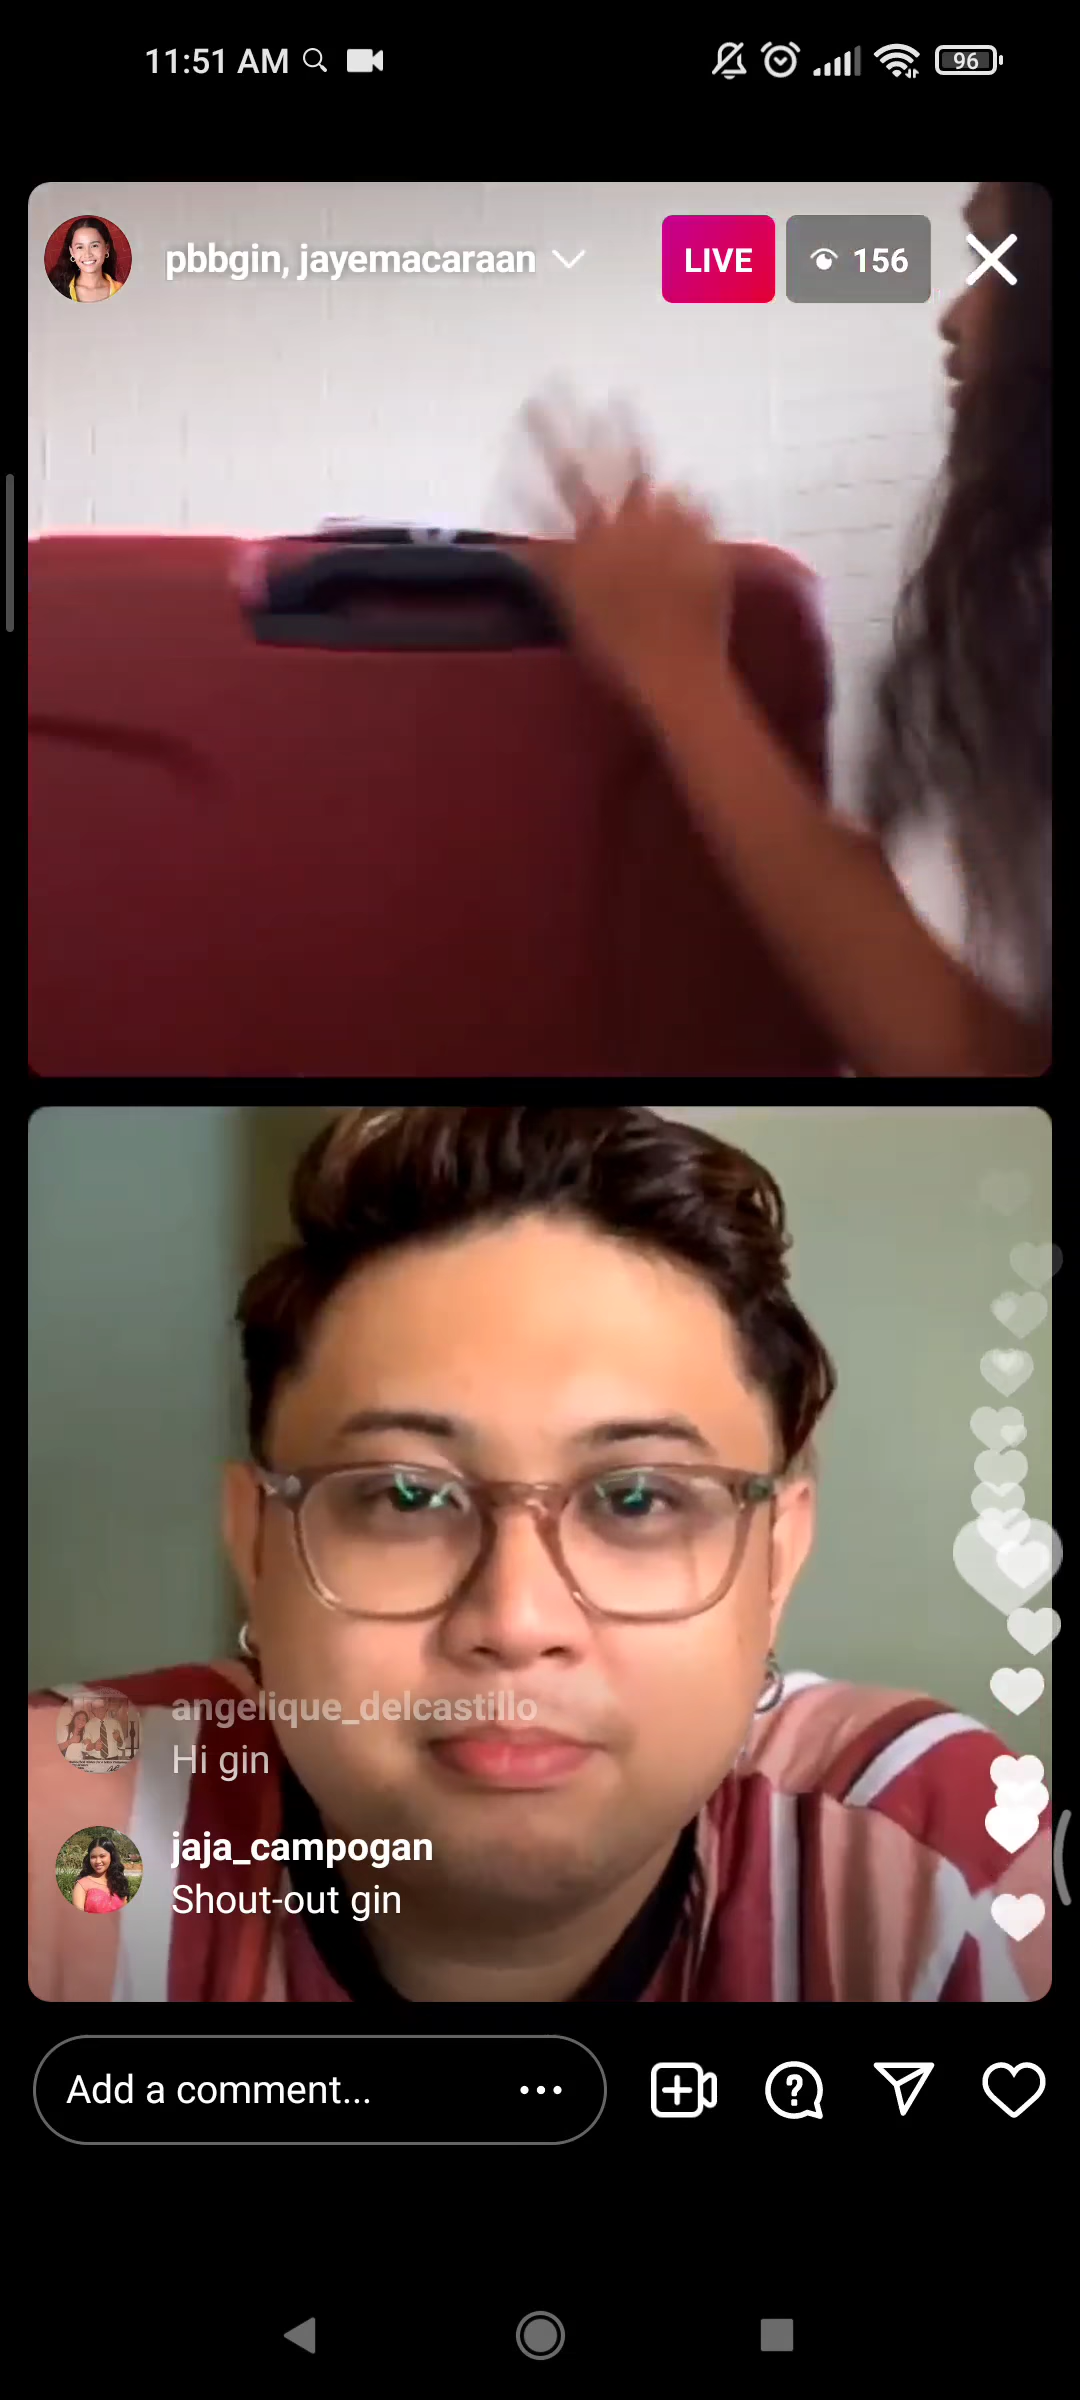 11:51 AM
96
pbbgin, jayemacaraan
LIVE
156
angelique_delcastillo
Hi gin
jaja_campogan
Shout-out gin
Add a comment...